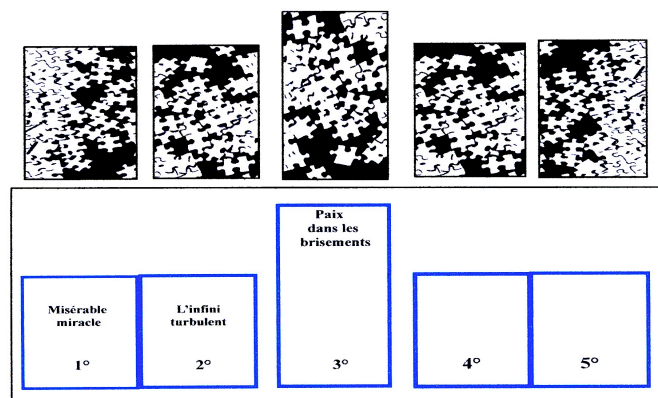 Paix
dans les
brisements
Misérable
miracle
L'infini
turbulent
1°
2°
3°
4°
5°